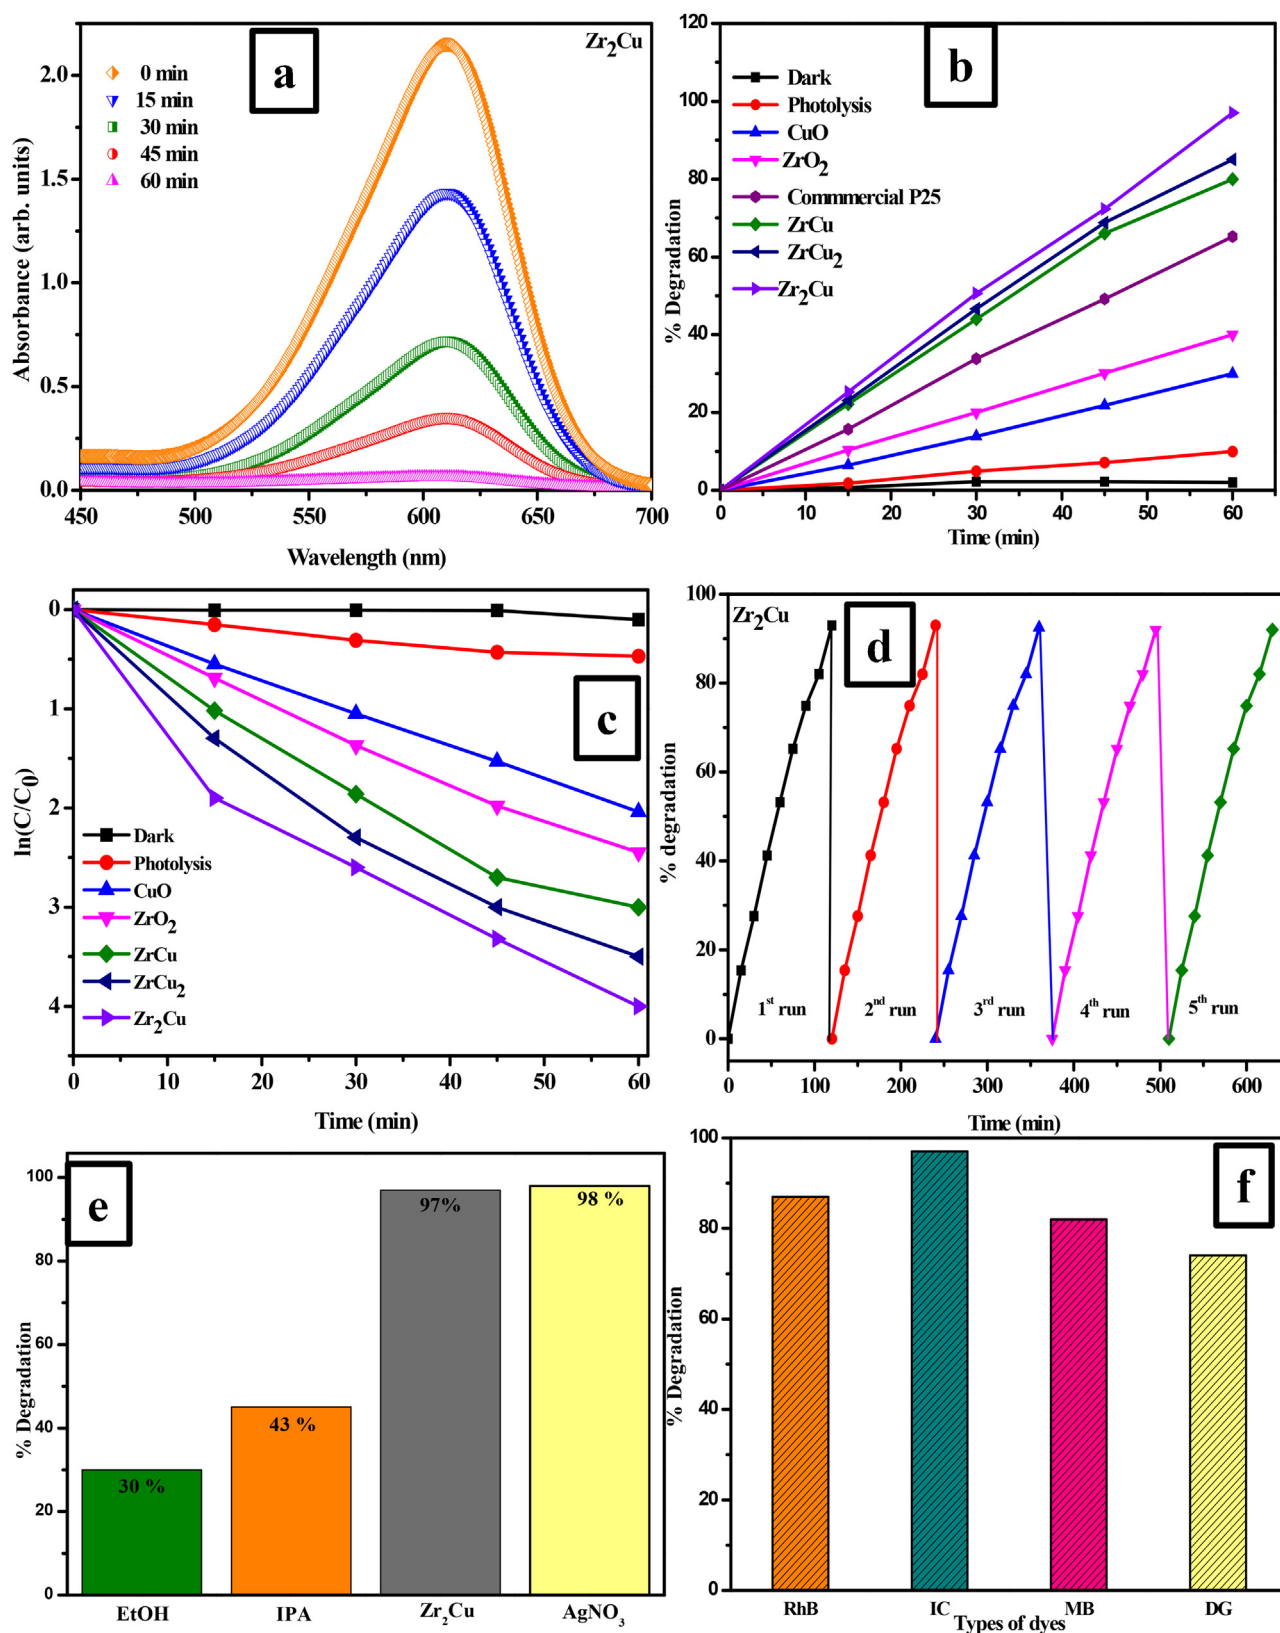 a
Zr2Cu
0 min
15 min
30 min
45 min
60 min
2.0
1.5
1.0
0.5
0.0
Absorbance (arb. units)
450 500 550 600 650 700
Wavelength (nm)
b
120
100
80
60
40
20
0
% Degradation
Dark
Photolysis
CuO
ZrO2
Commmercial P25
ZrCu
ZrCu2
Zr2Cu
0 10 20 30 40 50 60
Time (min)
c
0
1
2
3
4
ln(C/C0)
Dark
Photolysis
CuO
ZrO2
ZrCu
ZrCu2
Zr2Cu
0 10 20 30 40 50 60
Time (min)
Zr2Cu
d
100
80
60
40
20
0
% degradation
1st run 2nd run 3rd run 4th run 5th run
0 100 200 300 400 500 600
Time (min)
e
100
80
60
40
20
0
% Degradation
30 %
43 %
97%
98 %
EtOH IPA Zr2Cu AgNO3
f
100
80
60
40
20
0
% Degradation
RhB IC MB DG
Types of dyes